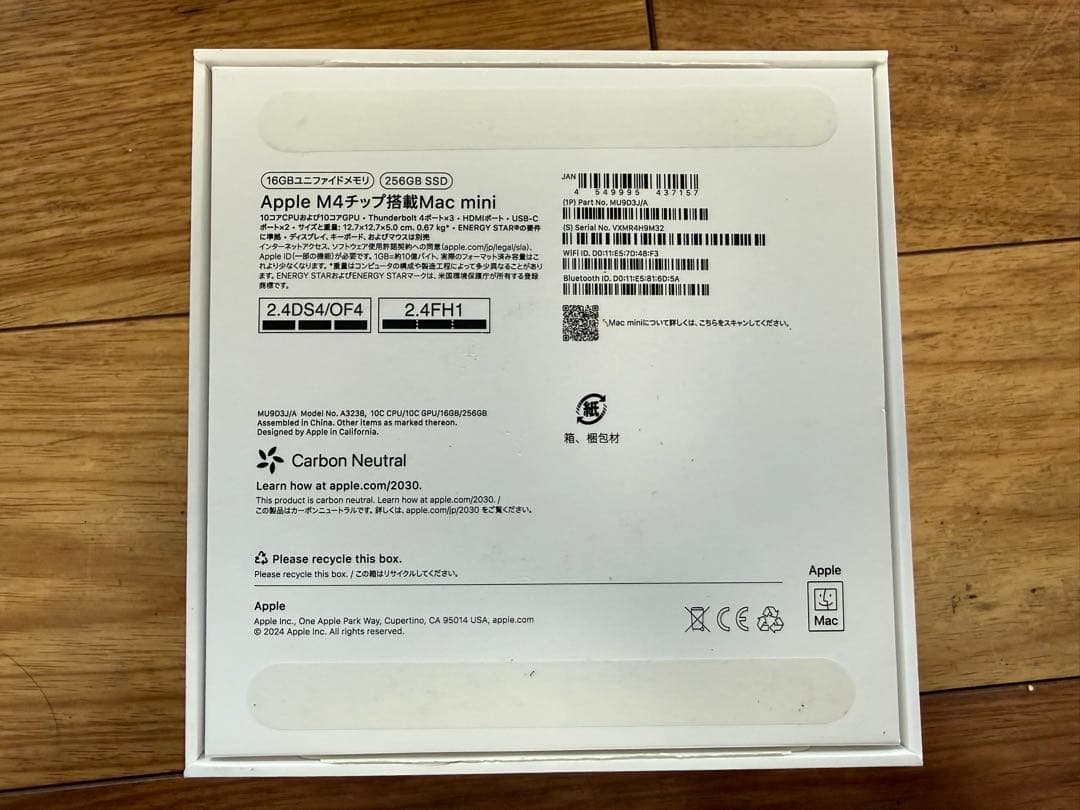 16GBユニファイドメモリ 256GB SSD
Apple M4チップ搭載Mac mini
10コアCPUおよび10コアGPU・Thunderbolt 4ポート×3・HDMIポート・USB-C
ポート×2・サイズと重量: 12.7×12.7×5.0 cm、0.67 kg*・ENERGY STAR®の要件
に準拠・ディスプレイ、キーボード、およびマウスは別売
インターネットアクセス、ソフトウェア使用許諾契約への同意(apple.com/jp/legal/sla)、
Apple ID(一部の機能)が必要です。1GB=約10億バイト、実際のフォーマット済み容量はこ
れより少なくなります。*重量はコンピュータの構成や製造工程によって多少異なることがあり
ます。ENERGY STARおよびENERGY STARマークは、米国環境保護庁が所有する登録
商標です。
2.4DS4/OF4 2.4FH1
JAN
4 549995 437157
(1P) Part No. MU9D3J/A
(S) Serial No. VXMR4H9M32
WiFi ID. D0:11:E5:7D:48:F3
Bluetooth ID. D0:11:E5:81:6D:5A
Mac miniについて詳しくは、こちらをスキャンしてください。
MU9D3J/A Model No. A3238, 10C CPU/10C GPU/16GB/256GB
Assembled in China. Other items as marked thereon.
Designed by Apple in California.
紙
箱、梱包材
Carbon Neutral
Learn how at apple.com/2030.
This product is carbon neutral. Learn how at apple.com/2030. /
この製品はカーボンニュートラルです。詳しくは、apple.com/jp/2030 をご覧ください。
Please recycle this box.
Please recycle this box. / この箱はリサイクルしてください。
Apple
Apple Inc., One Apple Park Way, Cupertino, CA 95014 USA, apple.com
© 2024 Apple Inc. All rights reserved.
CE
Apple
Mac